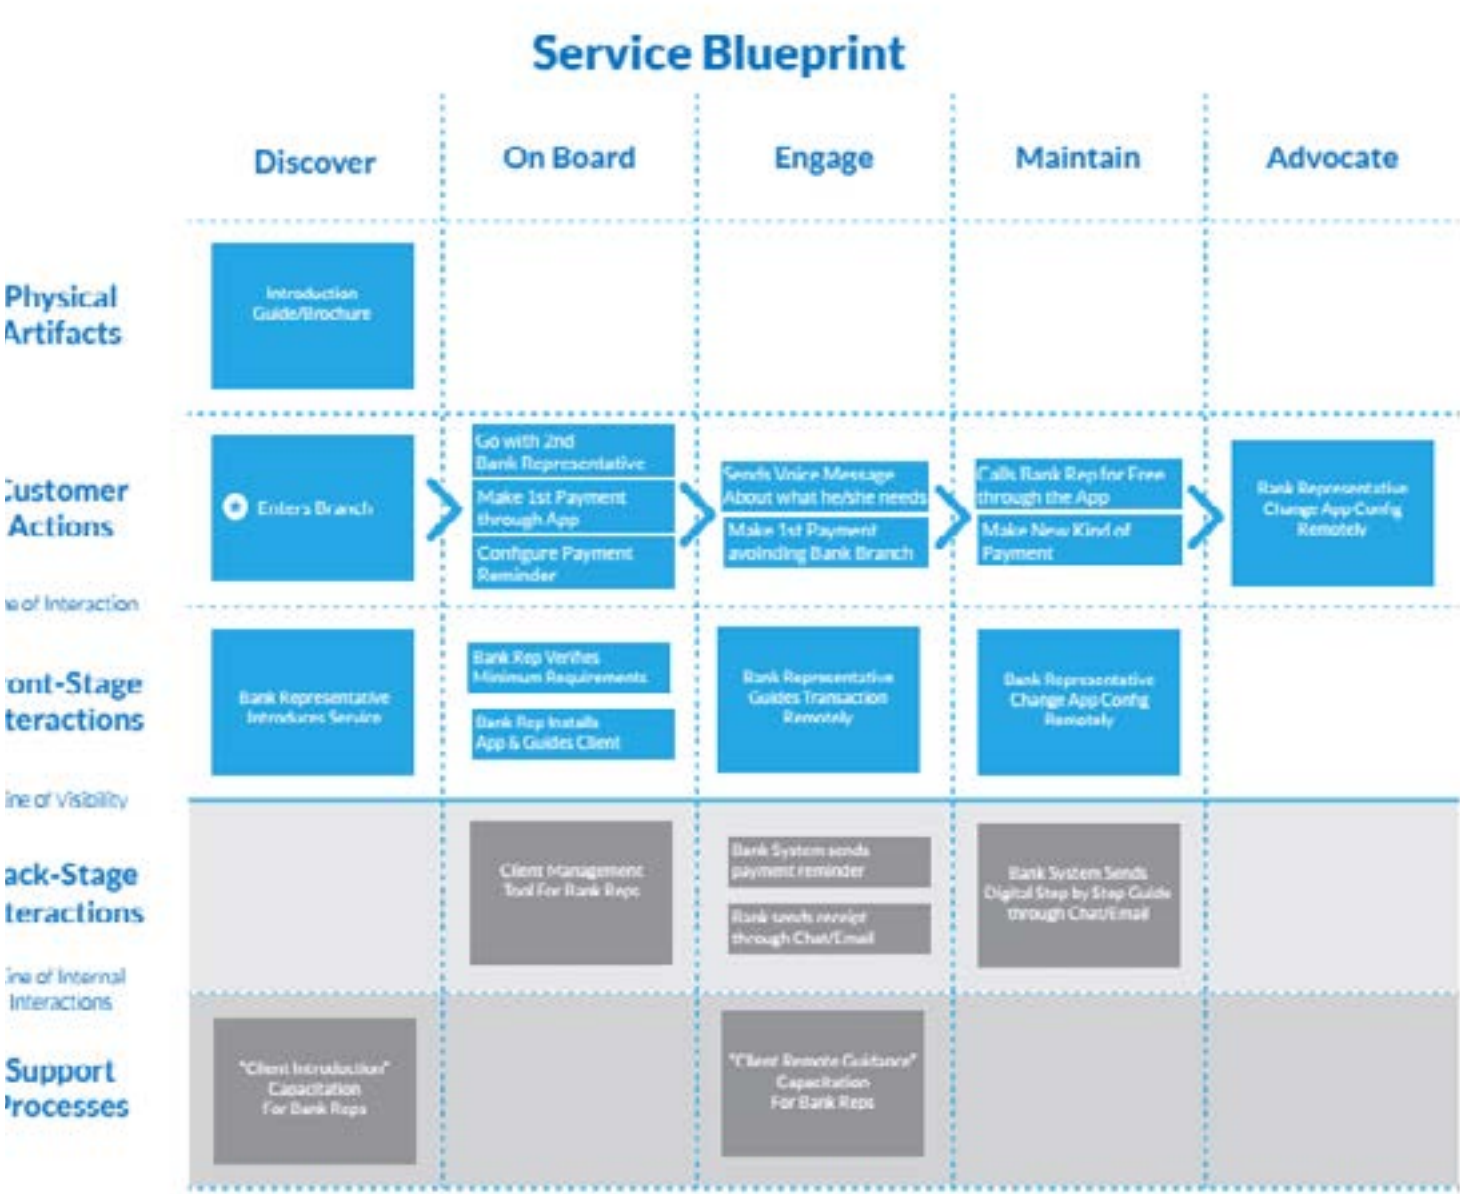 Service Blueprint
Discover
On Board
Engage
Maintain
Advocate
Physical
Artifacts
Introduction
Guide/Brochure
Customer
Actions
Enters Branch
Go with 2nd
Bank Representative
Make 1st Payment
through App
Configure Payment
Reminder
Sends Voice Message
About what he/she needs
Make 1st Payment
avoinding Bank Branch
Calls Bank Rep for Free
through the App
Make New Kind of
Payment
Bank Representative
Change App Config
Remotely
ne of Interaction
ront-Stage
teractions
Bank Representative
Introduces Service
Bank Rep Verifies
Minimum Requirements
Bank Rep Installs
App & Guides Client
Bank Representative
Guides Transaction
Remotely
Bank Representative
Change App Config
Remotely
ine of Visibility
ack-Stage
teractions
Client Management
Tool For Bank Reps
Bank System sends
payment reminder
Bank sends receipt
through Chat/Email
Bank System Sends
Digital Step by Step Guide
through Chat/Email
ine of Internal
Interactions
Support
Processes
"Client Introduction"
Capacitation
For Bank Reps
"Client Remote Guidance"
Capacitation
For Bank Reps